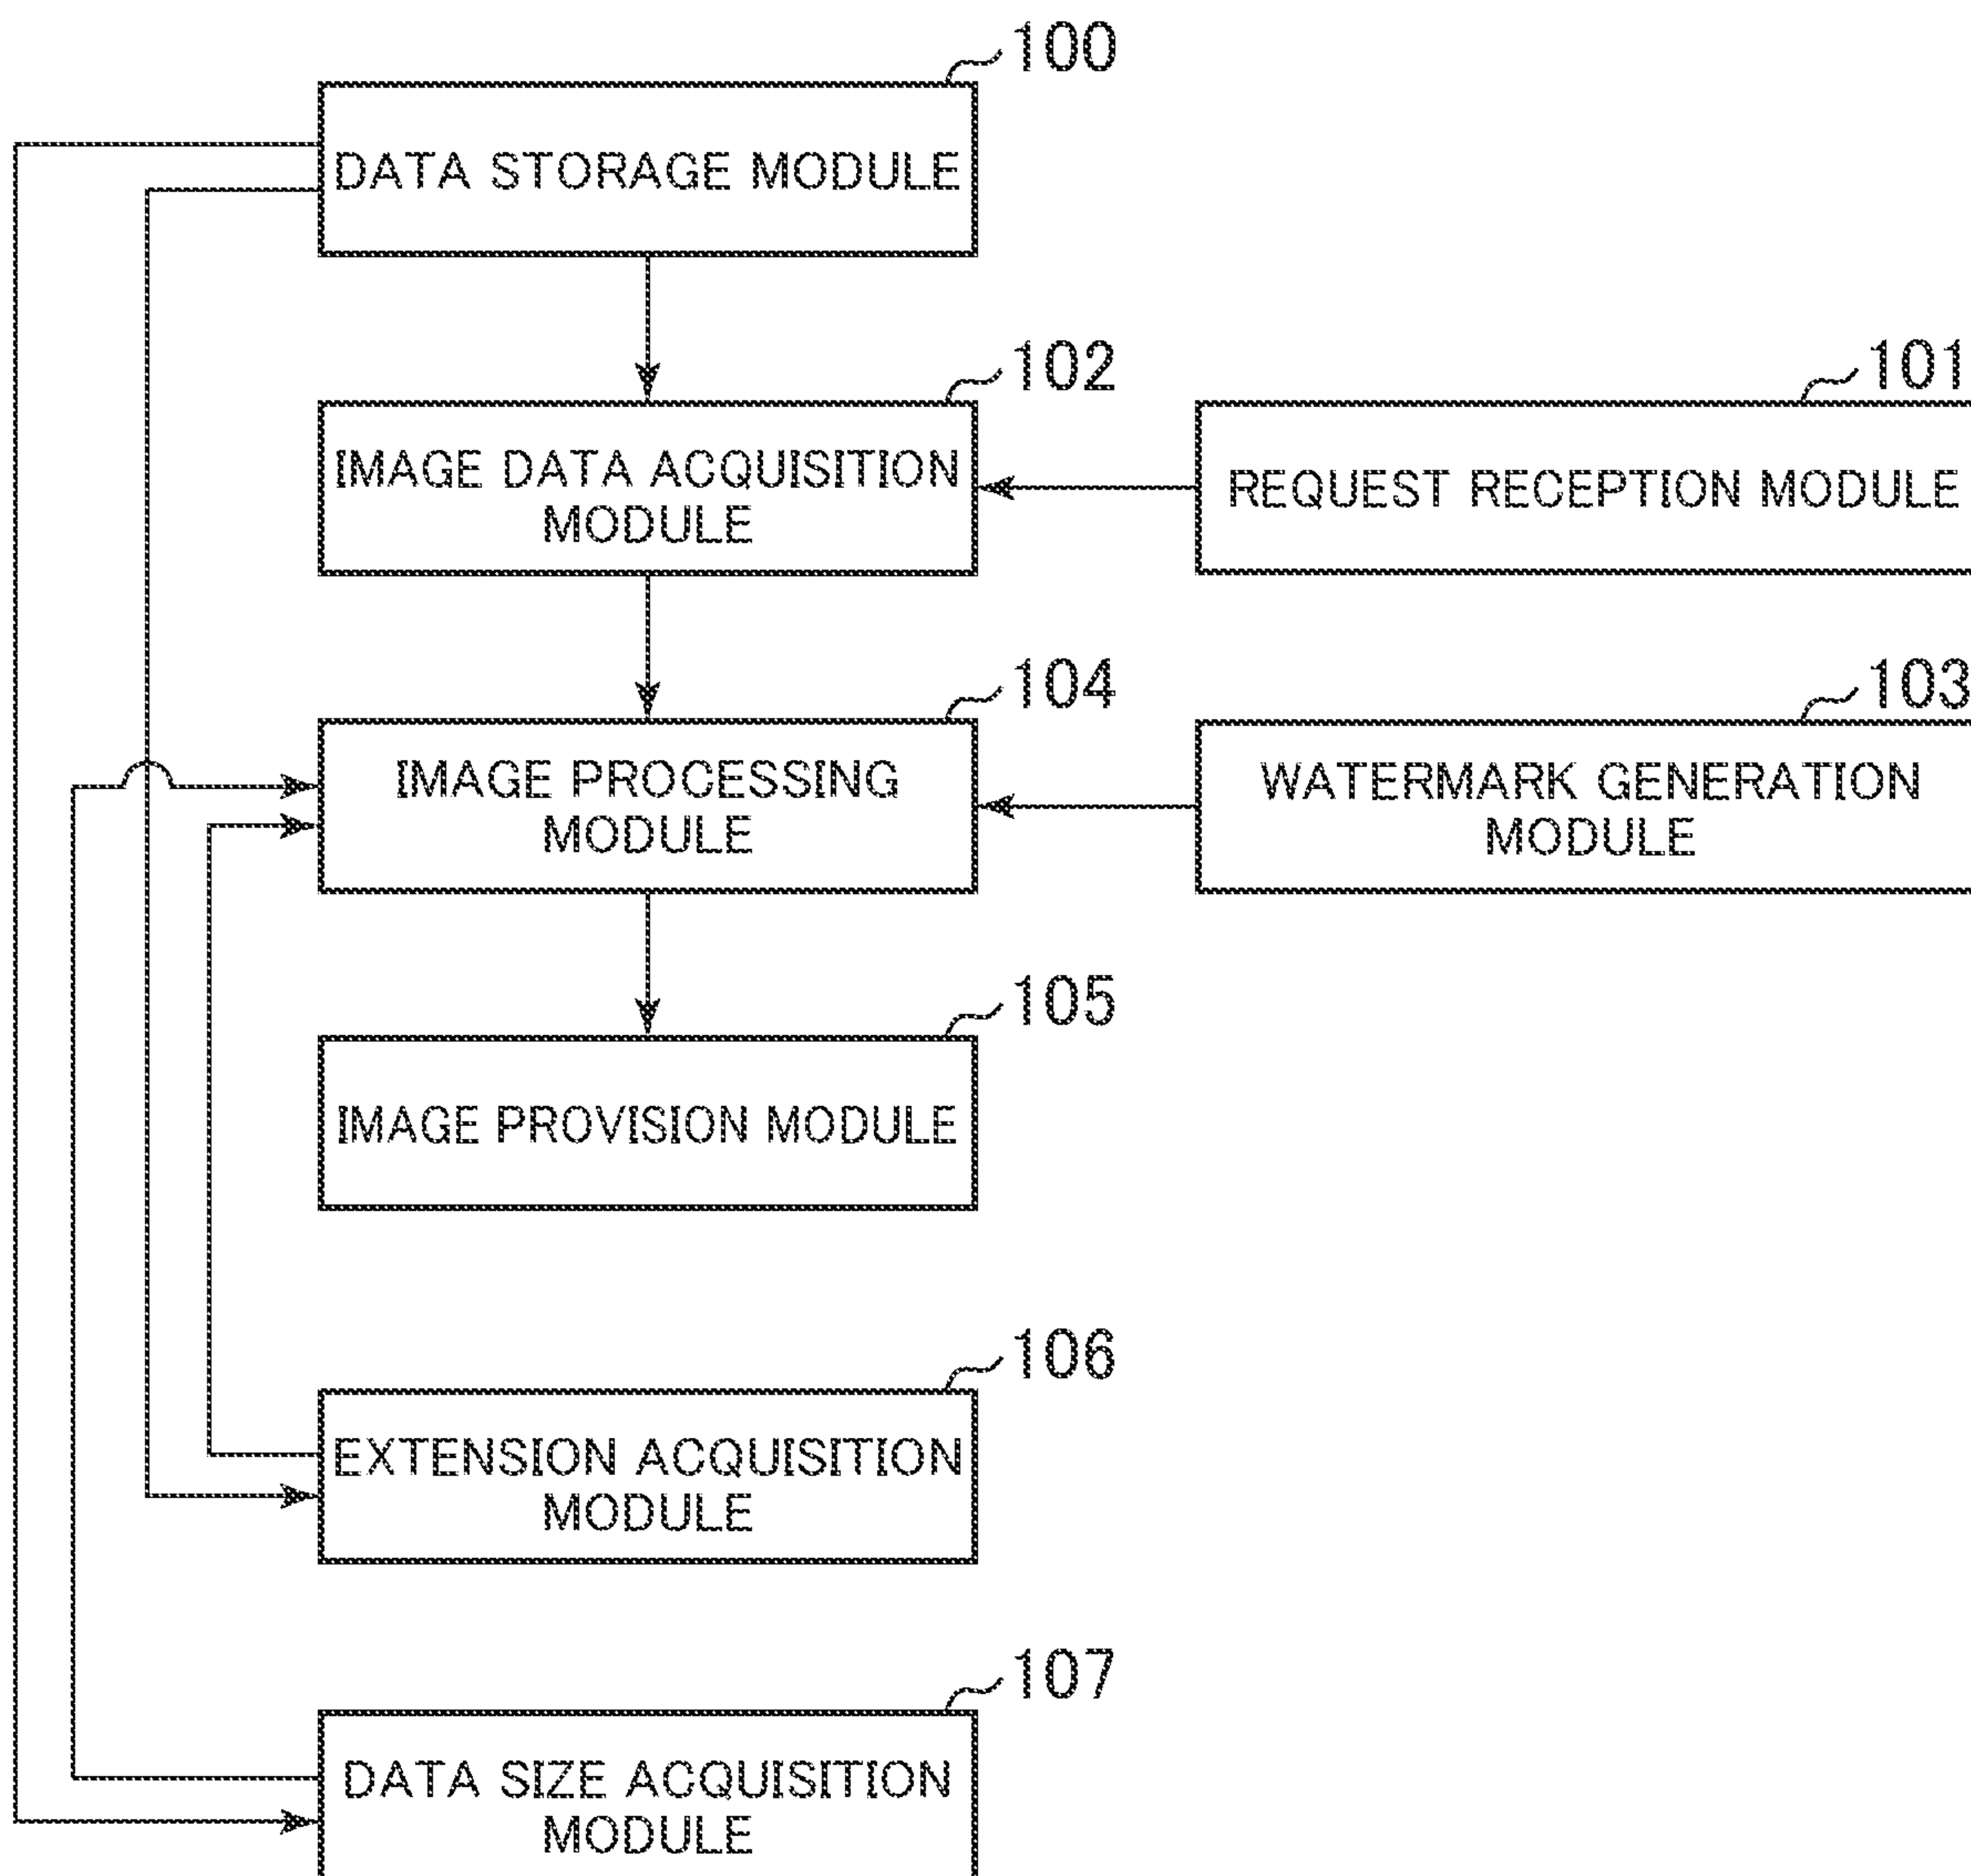 100
DATA STORAGE MODULE
102
101
IMAGE DATA ACQUISITION
MODULE
REQUEST RECEPTION MODULE
104
103
IMAGE PROCESSING
MODULE
WATERMARK GENERATION
MODULE
105
IMAGE PROVISION MODULE
106
EXTENSION ACQUISITION
MODULE
107
DATA SIZE ACQUISITION
MODULE